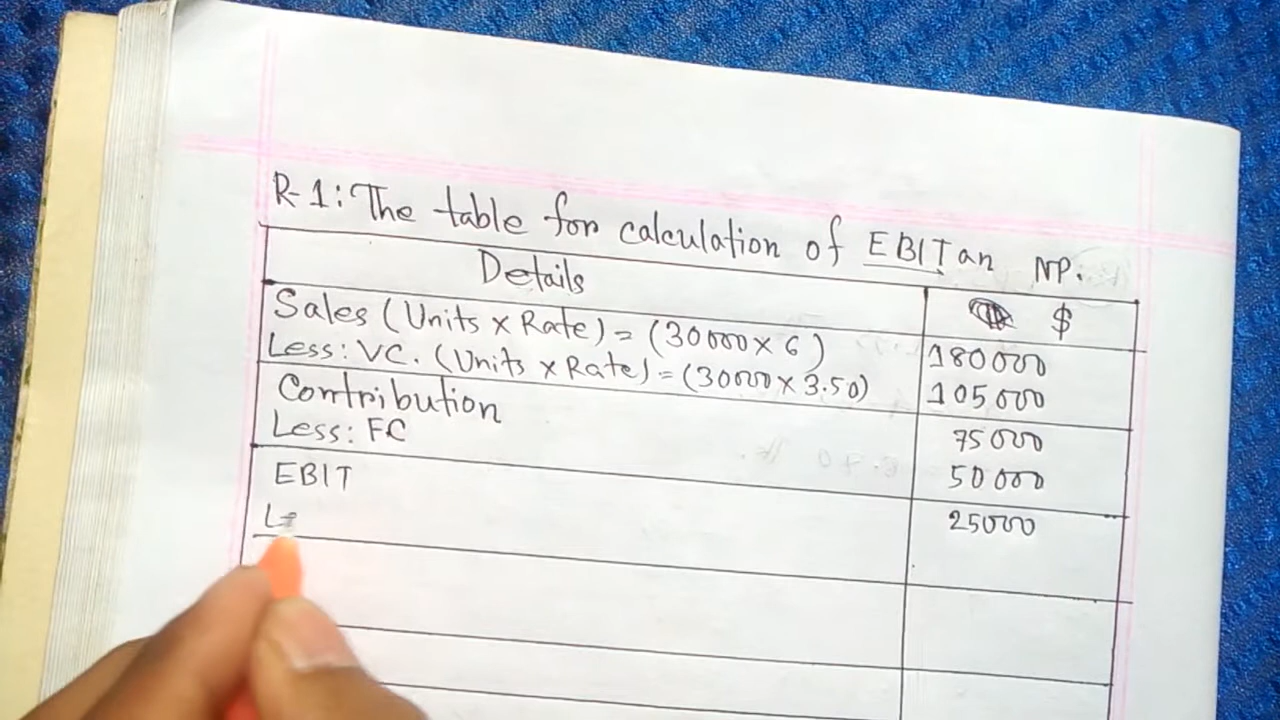 R-1: The table for calculation of EBIT an NP.
Details $
Sales (Units × Rate) = (30000 × 6) 180000
Less: VC. (Units × Rate) = (30000 × 3.50) 105000
Contribution 75000
Less: FC 50000
EBIT 25000